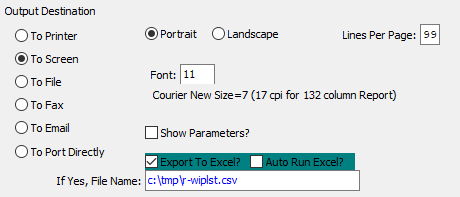 Output Destination
To Printer
Portrait Landscape Lines Per Page: 99
To Screen
To File
Font: 11
Courier New Size=7 (17 cpi for 132 column Report)
To Fax
To Email
Show Parameters?
To Port Directly
Export To Excel? Auto Run Excel?
If Yes, File Name: c:\tmp\r-wiplst.csv